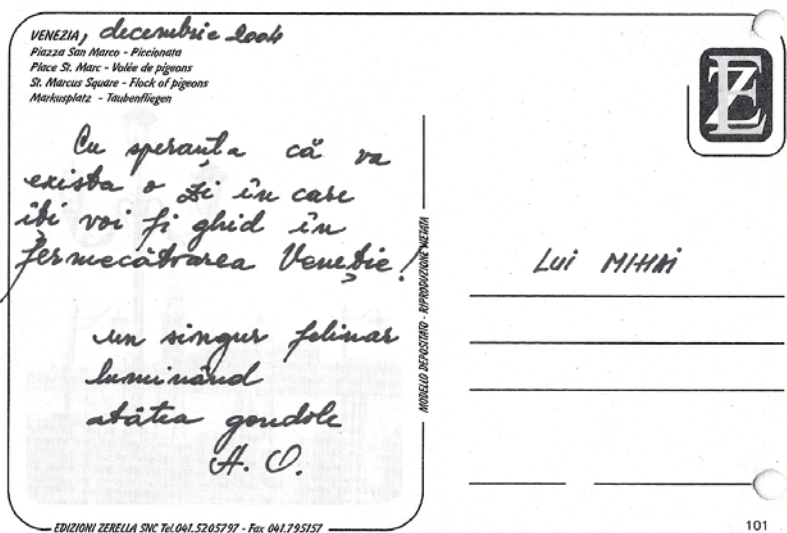 VENEZIA, decembrie 2004
Piazza San Marco - Piccionata
Place St. Marc - Volée de pigeons
St. Marcus Square - Flock of pigeons
Markusplatz - Taubenfliegen
Cu speranța că va
exista o zi în care
îți voi fi ghid în
fermecătoarea Veneție!
un singur felinar
luminând
atâtea gondole
A. O.
MODELLO DEPOSITATO - RIPRODUZIONE VIETATA
EZ
Lui MIHAI
EDIZIONI ZERELLA SNC Tel.041.5205797 - Fax 041.795157
101